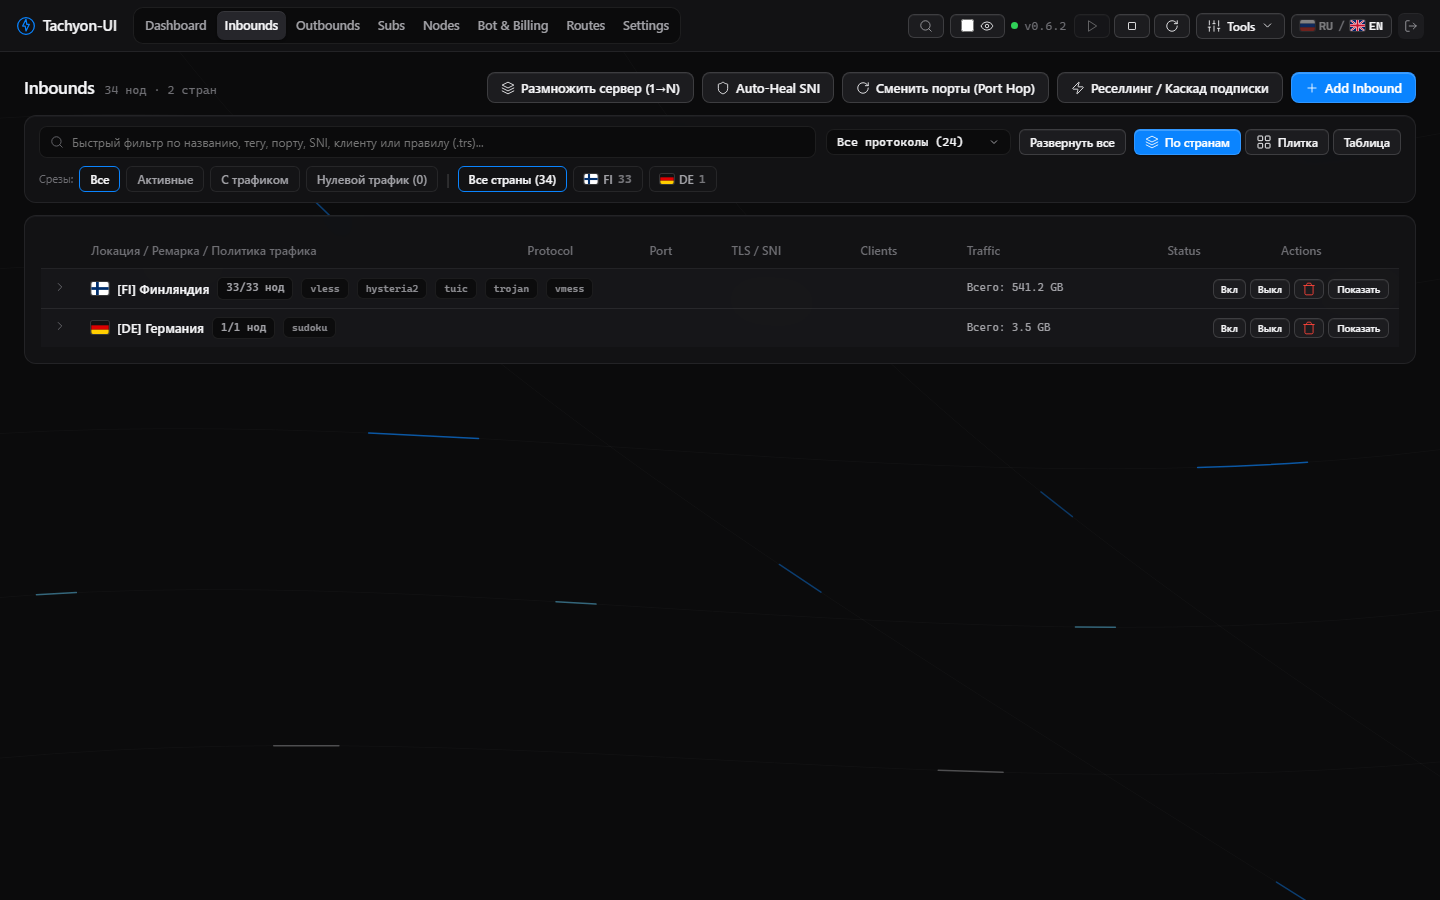 Tachyon-UI Dashboard Inbounds Outbounds Subs Nodes Bot & Billing Routes Settings v0.6.2 Tools RU / EN
Inbounds 34 нод · 2 стран Размножить сервер (1→N) Auto-Heal SNI Сменить порты (Port Hop) Реселлинг / Каскад подписки + Add Inbound
Быстрый фильтр по названию, тегу, порту, SNI, клиенту или правилу (.trs)... Все протоколы (24) Развернуть все По странам Плитка Таблица
Срезы: Все Активные С трафиком Нулевой трафик (0) | Все страны (34) FI 33 DE 1
Локация / Ремарка / Политика трафика Protocol Port TLS / SNI Clients Traffic Status Actions
[FI] Финляндия 33/33 нод vless hysteria2 tuic trojan vmess Всего: 541.2 GB Вкл Выкл Показать
[DE] Германия 1/1 нод sudoku Всего: 3.5 GB Вкл Выкл Показать